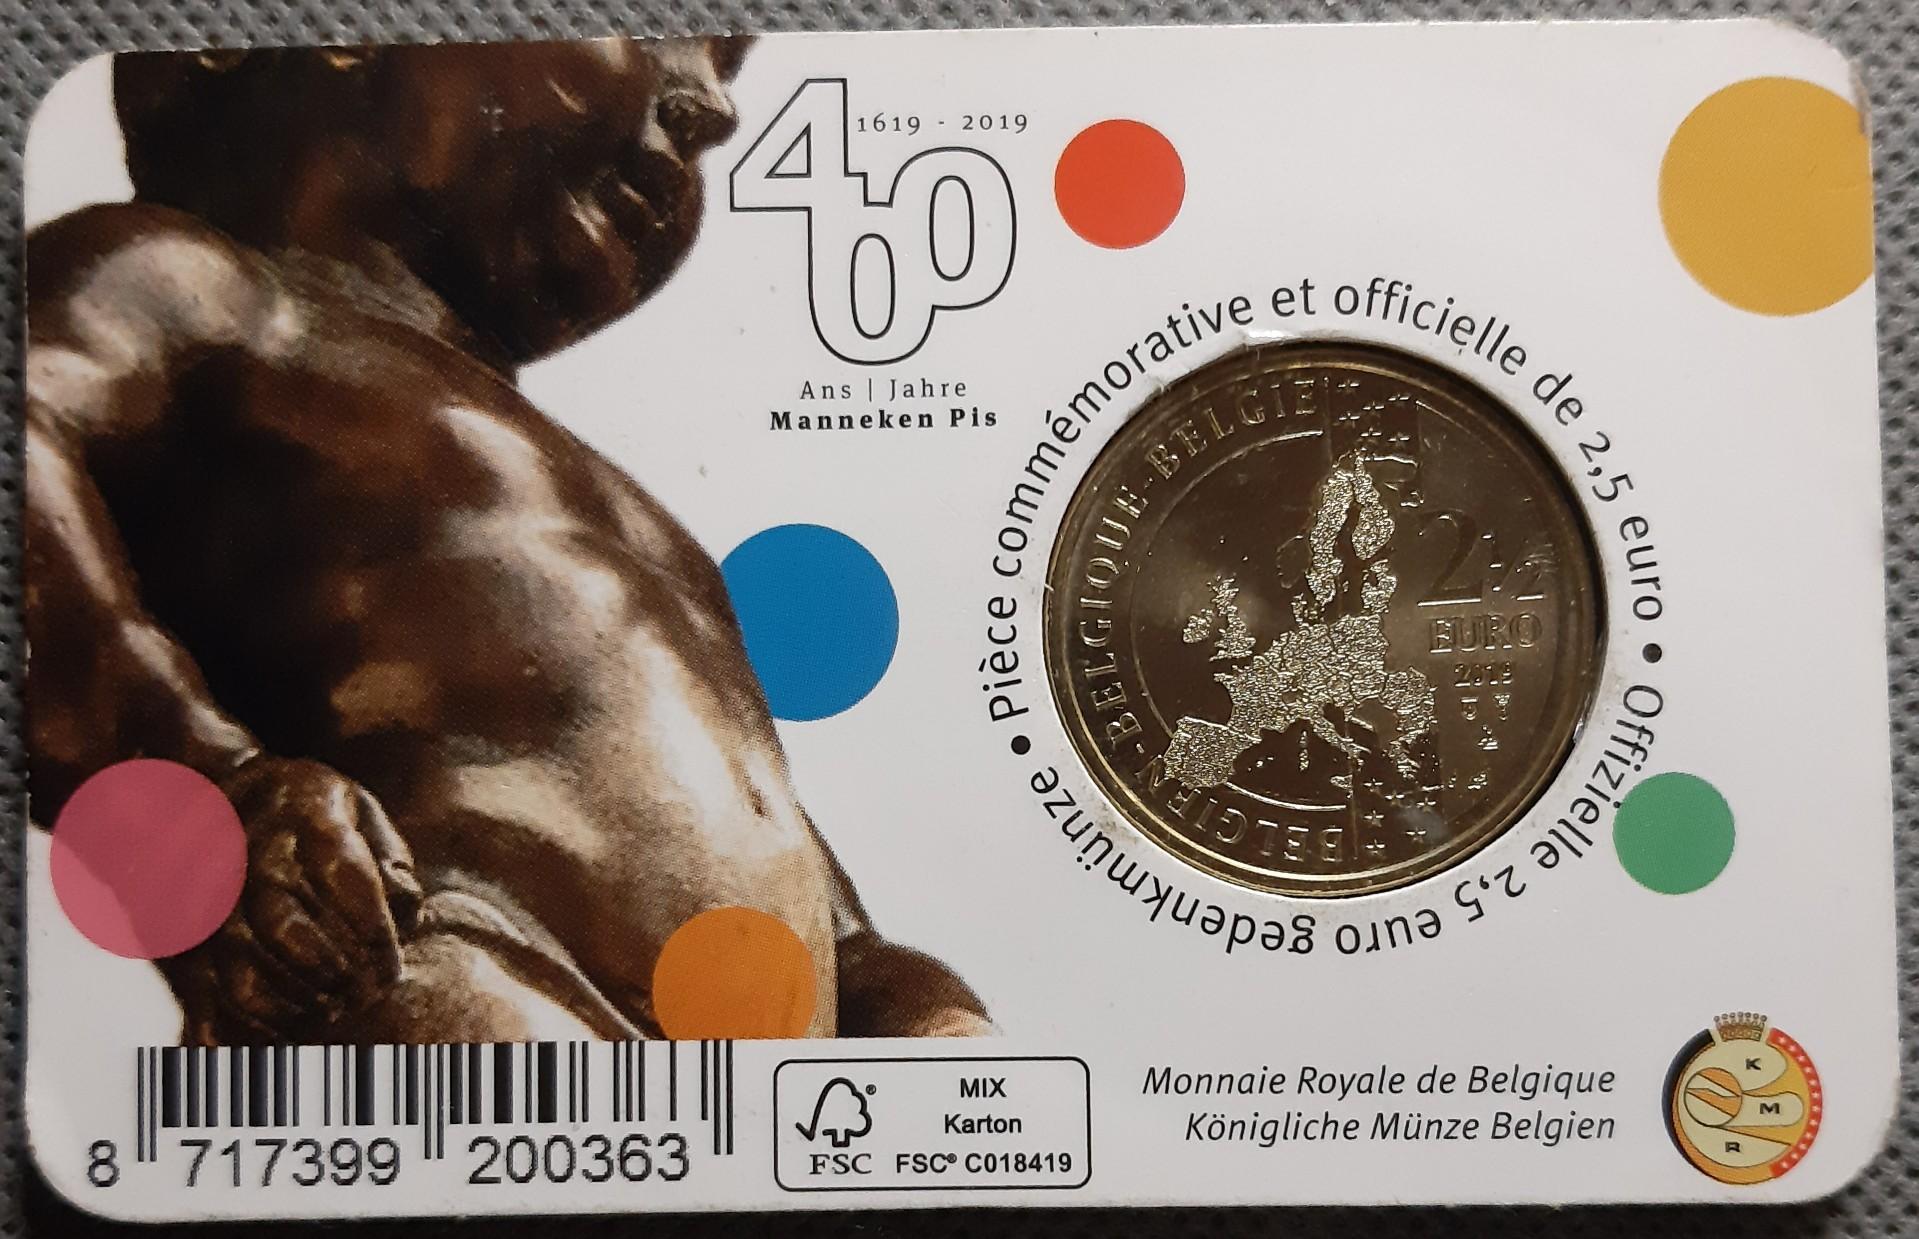 1619 - 2019
400
Ans | Jahre
Manneken Pis
• Pièce commémorative et officielle de 2,5 euro • Offizielle 2,5 euro gedenkmünze
BELGIEN-BELGIQUE-BELGIE
2 1/2
EURO
2019
8 717399 200363
MIX
Karton
FSC® C018419
®
FSC
Monnaie Royale de Belgique
Königliche Münze Belgien
K
M
R